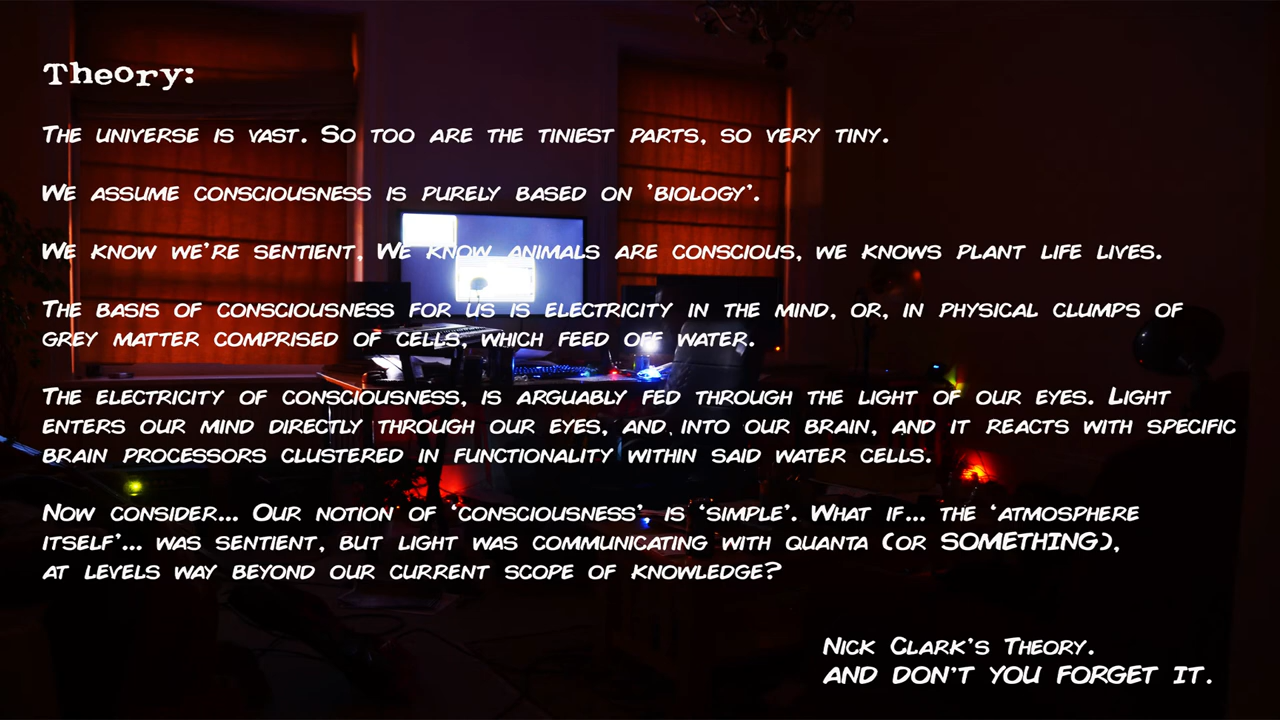 Theory:
The universe is vast. So too are the tiniest parts, so very tiny.
We assume consciousness is purely based on 'biology'.
We know we're sentient, We know animals are conscious, we knows plant life lives.
The basis of consciousness for us is electricity in the mind, or, in physical clumps of
grey matter comprised of cells, which feed off water.
The electricity of consciousness, is arguably fed through the light of our eyes. Light
enters our mind directly through our eyes, and into our brain, and it reacts with specific
brain processors clustered in functionality within said water cells.
Now consider... Our notion of 'consciousness', is 'simple'. What if... the 'atmosphere
itself'... was sentient, but light was communicating with quanta (or SOMETHING),
at levels way beyond our current scope of knowledge?
Nick Clark's Theory.
AND DON'T YOU FORGET IT.